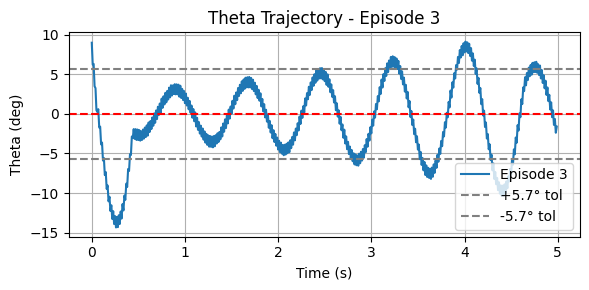 Theta Trajectory - Episode 3
Theta (deg)
10
5
0
−5
−10
−15
0
1
2
3
4
5
Time (s)
Episode 3
+5.7° tol
-5.7° tol